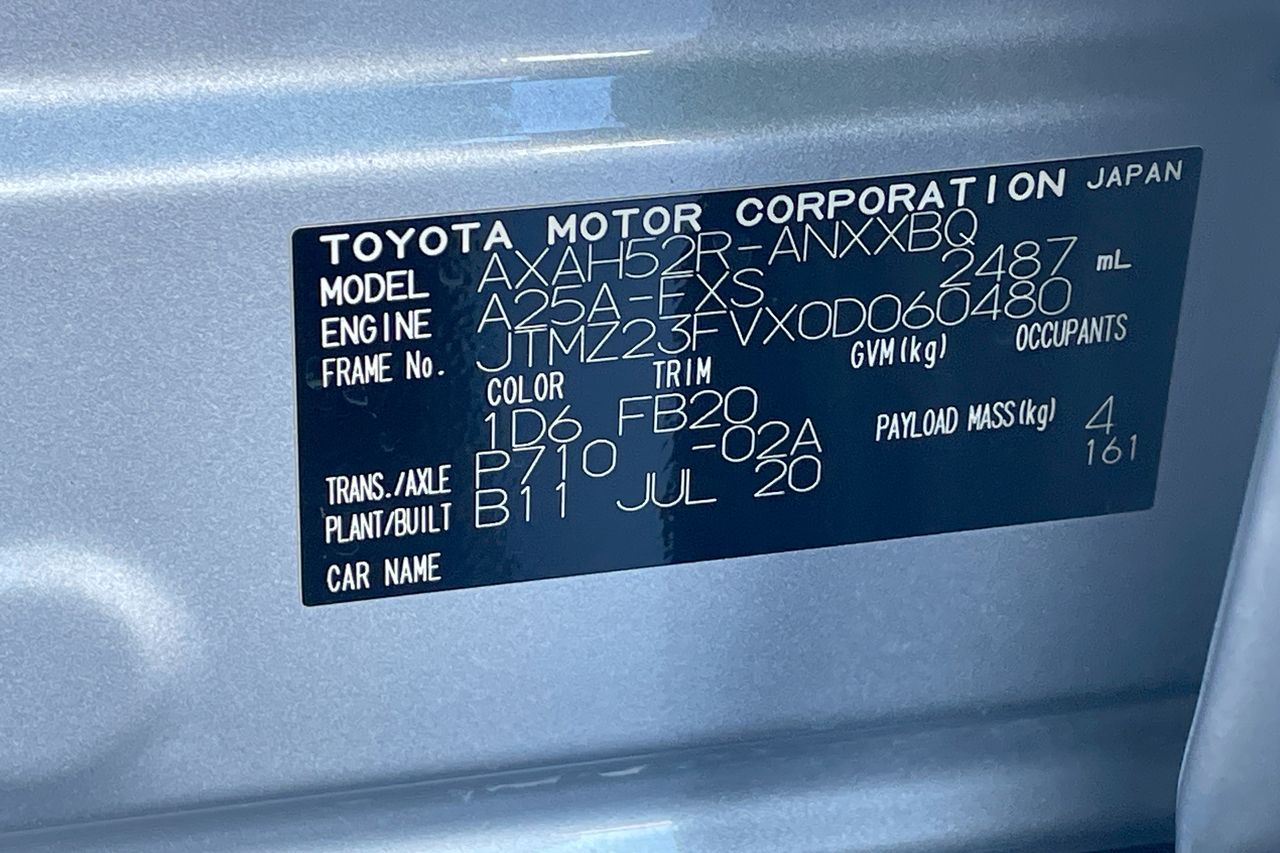 TOYOTA MOTOR CORPORATION JAPAN
MODEL AXAH52R-ANXXBQ
ENGINE A25A-FXS 2487 mL
FRAME No. JTMZ23FVX0D060480
COLOR TRIM GVM(kg) OCCUPANTS
1D6 FB20 PAYLOAD MASS(kg) 4
TRANS./AXLE P710 -02A 161
PLANT/BUILT B11 JUL 20
CAR NAME